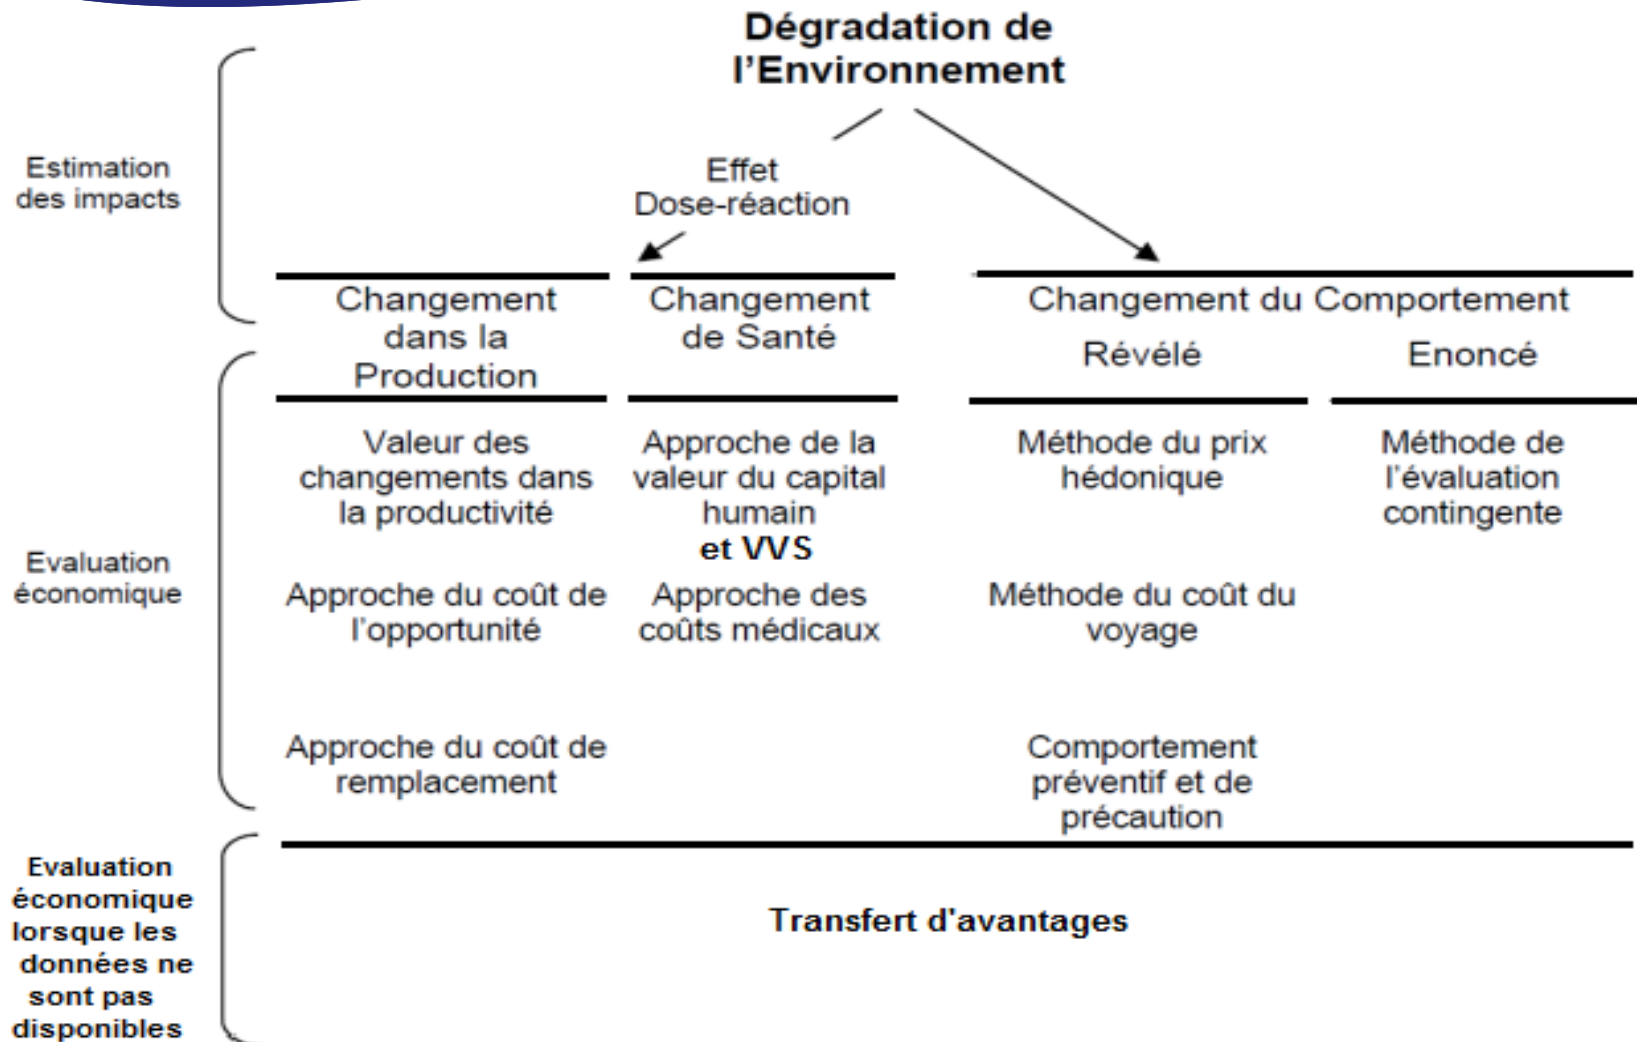 Dégradation de
l'Environnement
Estimation
des impacts
Effet
Dose-réaction
Changement
dans la
Production
Changement
de Santé
Changement du Comportement
Révélé
Enoncé
Evaluation
économique
Valeur des
changements dans
la productivité
Approche de la
valeur du capital
humain
et VVS
Méthode du prix
hédonique
Méthode de
l'évaluation
contingente
Approche du coût de
l'opportunité
Approche des
coûts médicaux
Méthode du coût du
voyage
Approche du coût de
remplacement
Comportement
préventif et de
précaution
Evaluation
économique
lorsque les
données ne
sont pas
disponibles
Transfert d'avantages